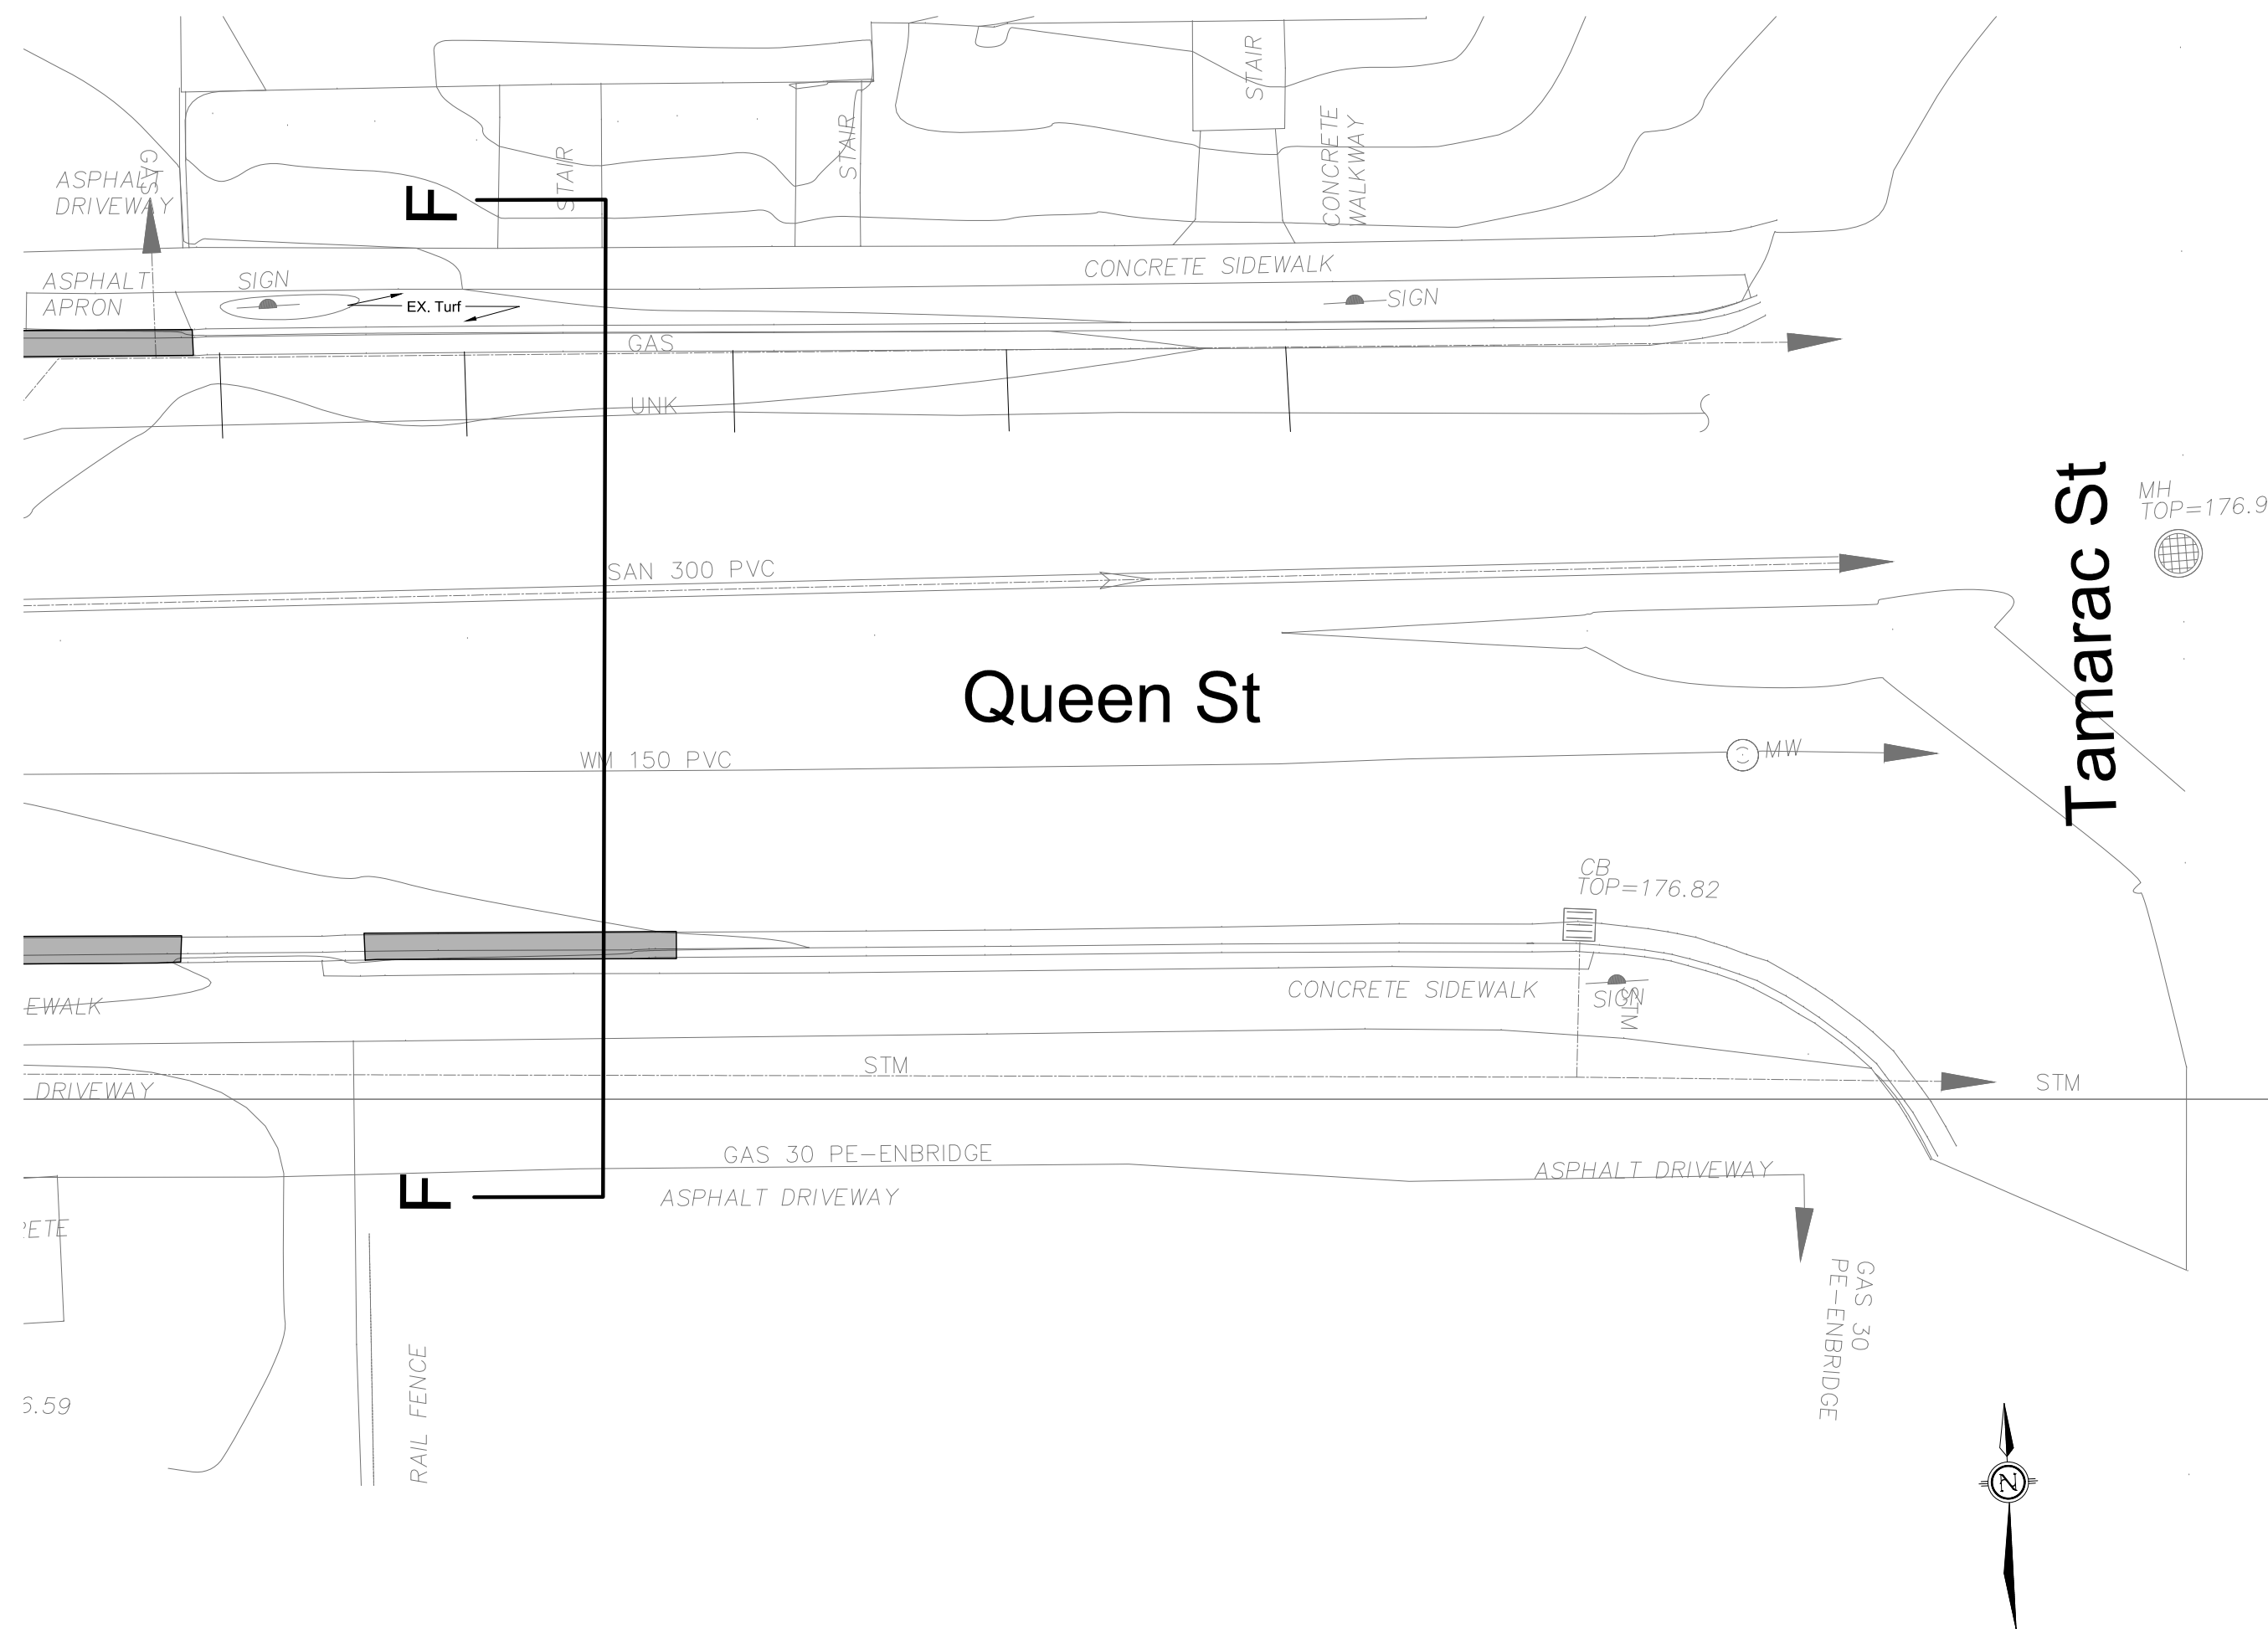 STAIR
GAS
ASPHALT
DRIVEWAY
STAIR
STAIR
CONCRETE
WALKWAY
F
CONCRETE SIDEWALK
ASPHALT
APRON
SIGN
EX. Turf
SIGN
GAS
UNK
Tamarac St
MH
TOP=176.9
SAN 300 PVC
Queen St
WM 150 PVC
MW
CB
TOP=176.82
EWALK
CONCRETE SIDEWALK
SIGN
STM
STM
DRIVEWAY
STM
GAS 30 PE-ENBRIDGE
F
ASPHALT DRIVEWAY
ASPHALT DRIVEWAY
ETE
GAS 30
PE-ENBRIDGE
RAIL FENCE
6.59
N